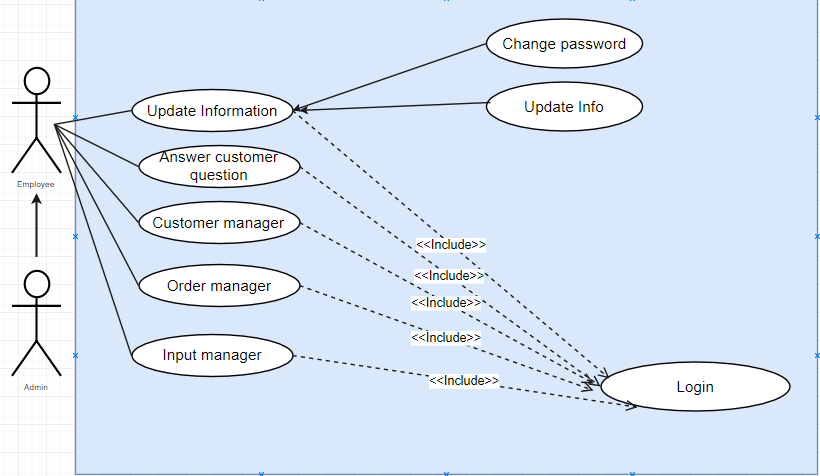 Change password
Update Information
Update Info
Answer customer
question
Employee
Customer manager
<<Include>>
<<Include>>
Order manager
<<Include>>
<<Include>>
Input manager
<<Include>>
Login
Admin